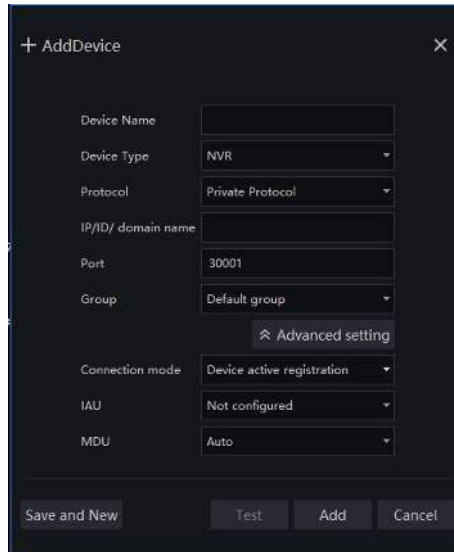 + AddDevice ×
Device Name
Device Type NVR
Protocol Private Protocol
IP/ID/ domain name
Port 30001
Group Default group
Advanced setting
Connection mode Device active registration
IAU Not configured
MDU Auto
Save and New Test Add Cancel